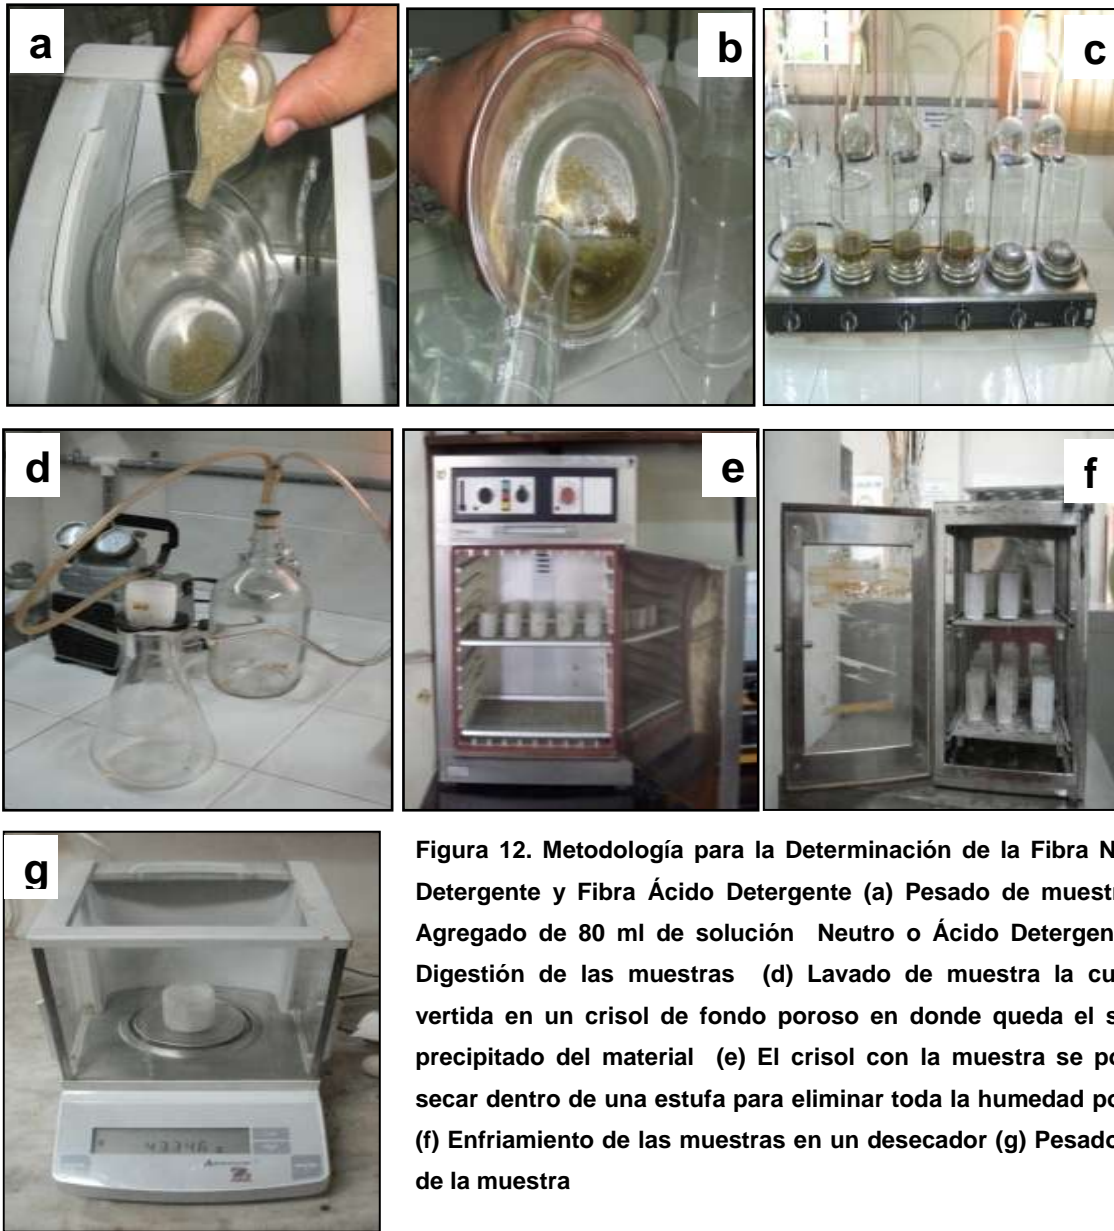 a
b
c
d
e
f
g
Figura 12. Metodología para la Determinación de la Fibra N
Detergente y Fibra Ácido Detergente (a) Pesado de muestr
Agregado de 80 ml de solución Neutro o Ácido Detergen
Digestión de las muestras (d) Lavado de muestra la cu
vertida en un crisol de fondo poroso en donde queda el s
precipitado del material (e) El crisol con la muestra se po
secar dentro de una estufa para eliminar toda la humedad po
(f) Enfriamiento de las muestras en un desecador (g) Pesado
de la muestra